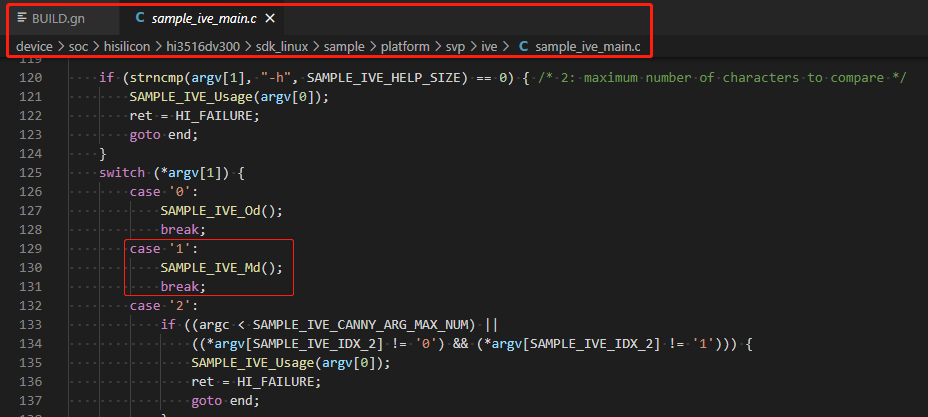 BUILD.gn
C sample_ive_main.c ×
device > soc > hisilicon > hi3516dv300 > sdk_linux > sample > platform > svp > ive > C sample_ive_main.c
119
120 if (strncmp(argv[1], "-h", SAMPLE_IVE_HELP_SIZE) == 0) { /* 2: maximum number of characters to compare */
121 SAMPLE_IVE_Usage(argv[0]);
122 ret = HI_FAILURE;
123 goto end;
124 }
125 switch (*argv[1]) {
126 case '0':
127 SAMPLE_IVE_Od();
128 break;
129 case '1':
130 SAMPLE_IVE_Md();
131 break;
132 case '2':
133 if ((argc < SAMPLE_IVE_CANNY_ARG_MAX_NUM) ||
134 ((*argv[SAMPLE_IVE_IDX_2] != '0') && (*argv[SAMPLE_IVE_IDX_2] != '1'))) {
135 SAMPLE_IVE_Usage(argv[0]);
136 ret = HI_FAILURE;
137 goto end;